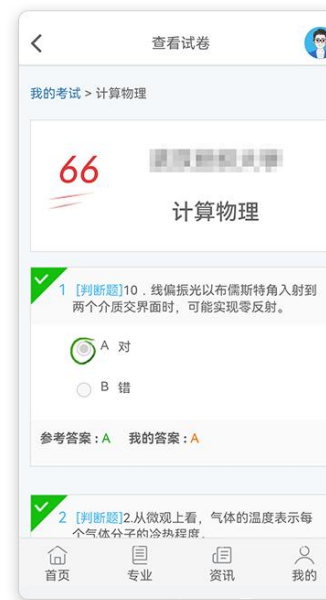 查看试卷
我的考试 > 计算物理
66
计算物理
1 [判断题]10．线偏振光以布儒斯特角入射到
两个介质交界面时，可能实现零反射。
A 对
B 错
参考答案：A 我的答案：A
2 [判断题]2.从微观上看，气体的温度表示每
个气体分子的冷热程度。
首页 专业 资讯 我的